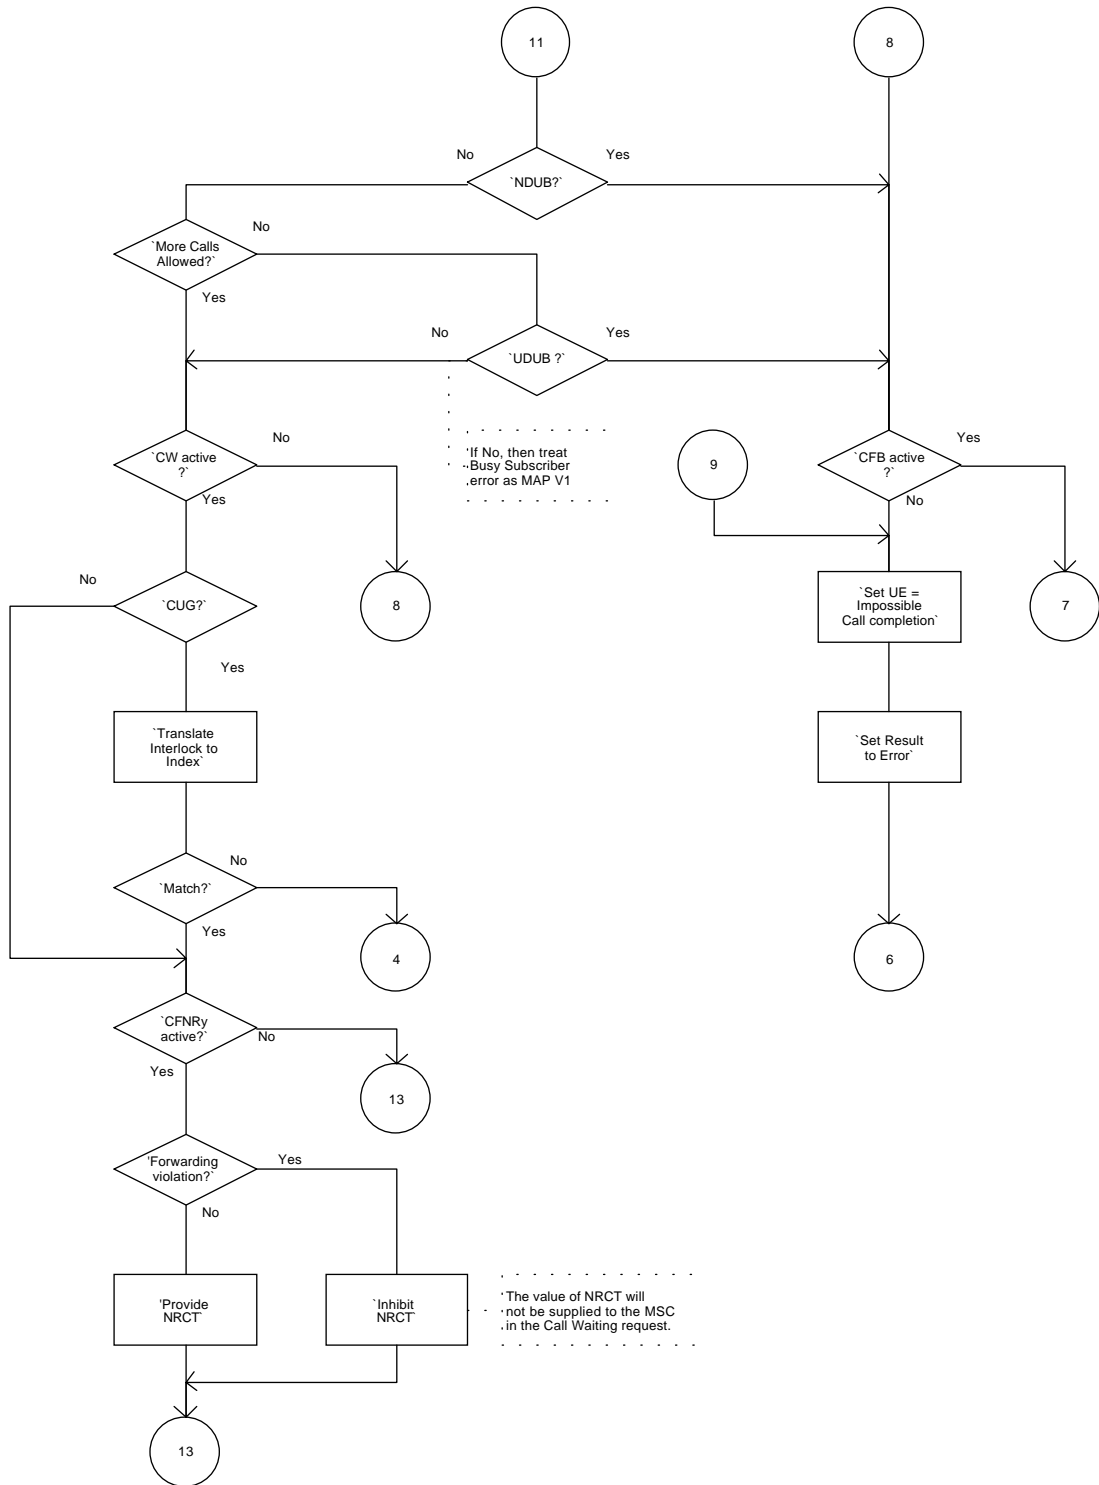 11
8
No
Yes
`NDUB?`
No
`More Calls
Allowed?`
Yes
No
Yes
`UDUB ?`
No
`CW active
?`
Yes
If No, then treat
Busy Subscriber
error as MAP V1
9
Yes
`CFB active
?`
No
No
`CUG?`
Yes
8
`Set UE =
Impossible
Call completion`
7
`Translate
Interlock to
Index`
`Set Result
to Error`
No
`Match?`
Yes
4
6
`CFNRy
active?`
No
Yes
13
'Forwarding
violation?`
Yes
No
'Provide
NRCT`
`Inhibit
NRCT`
The value of NRCT will
not be supplied to the MSC
in the Call Waiting request.
13